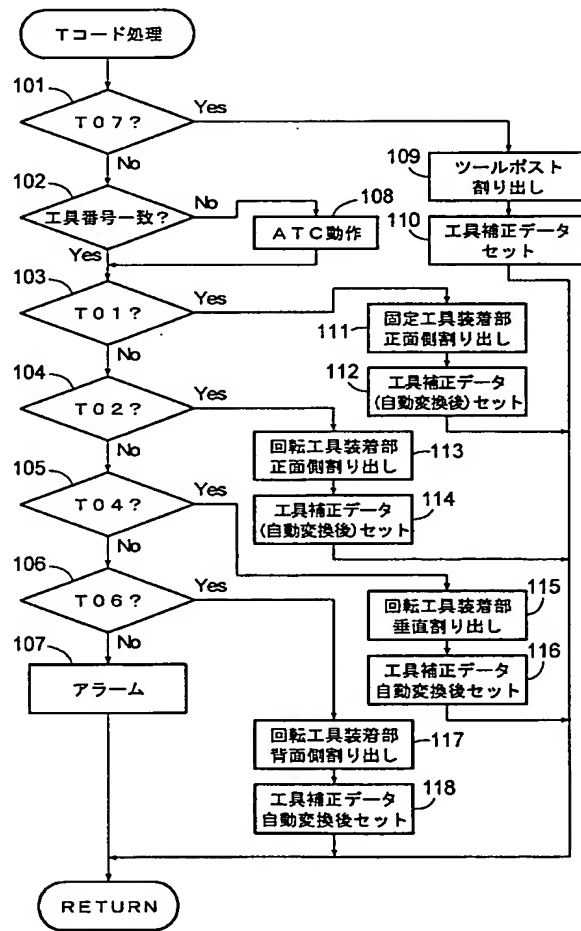 Tコード処理
101
T07?
Yes
No
109
ツールポスト
割り出し
102
工具番号一致?
No
Yes
108
ATC動作
110
工具補正データ
セット
103
T01?
Yes
No
111
固定工具装着部
正面側割り出し
112
工具補正データ
(自動変換後)セット
104
T02?
Yes
No
回転工具装着部
正面側割り出し
113
工具補正データ
(自動変換後)セット
114
105
T04?
Yes
No
回転工具装着部
垂直割り出し
115
工具補正データ
自動変換後セット
116
106
T06?
Yes
No
107
アラーム
回転工具装着部
背面側割り出し
117
工具補正データ
自動変換後セット
118
RETURN